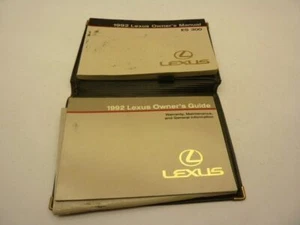 1992 Lexus Owner's Manual
ES 300
LEXUS
1992 Lexus Owner's Guide
Warranty, Maintenance,
and General Information
LEXUS